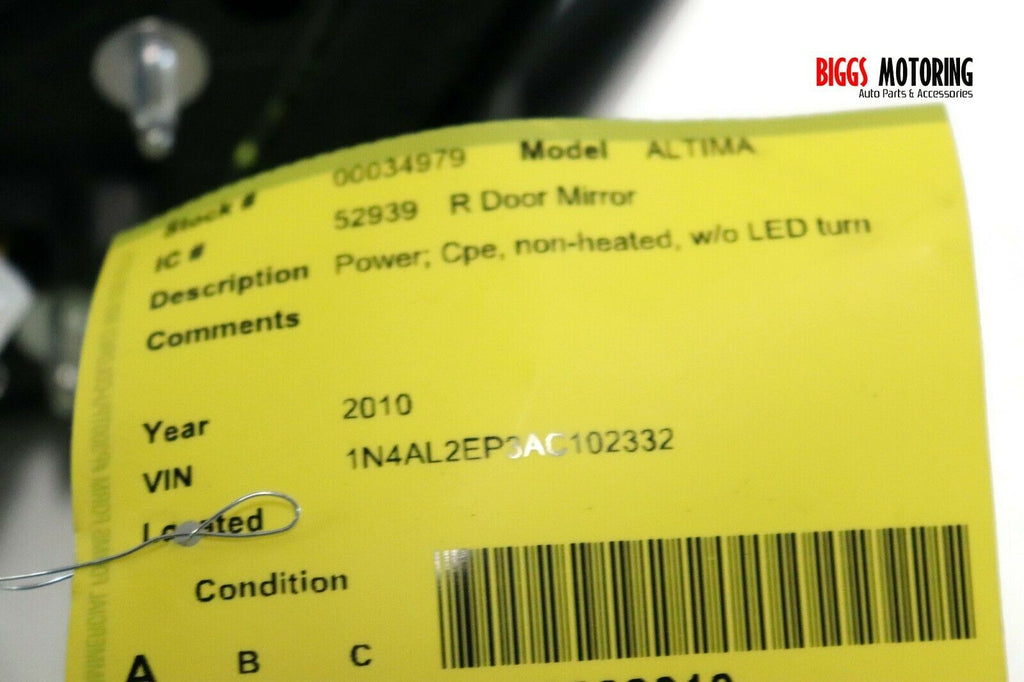 BIGGS MOTORING
Auto Parts & Accessories
Stock # 00034979 Model ALTIMA
IC # 52939 R Door Mirror
Description Power; Cpe, non-heated, w/o LED turn
Comments
Year 2010
VIN 1N4AL2EP3AC102332
Located
Condition
A B C